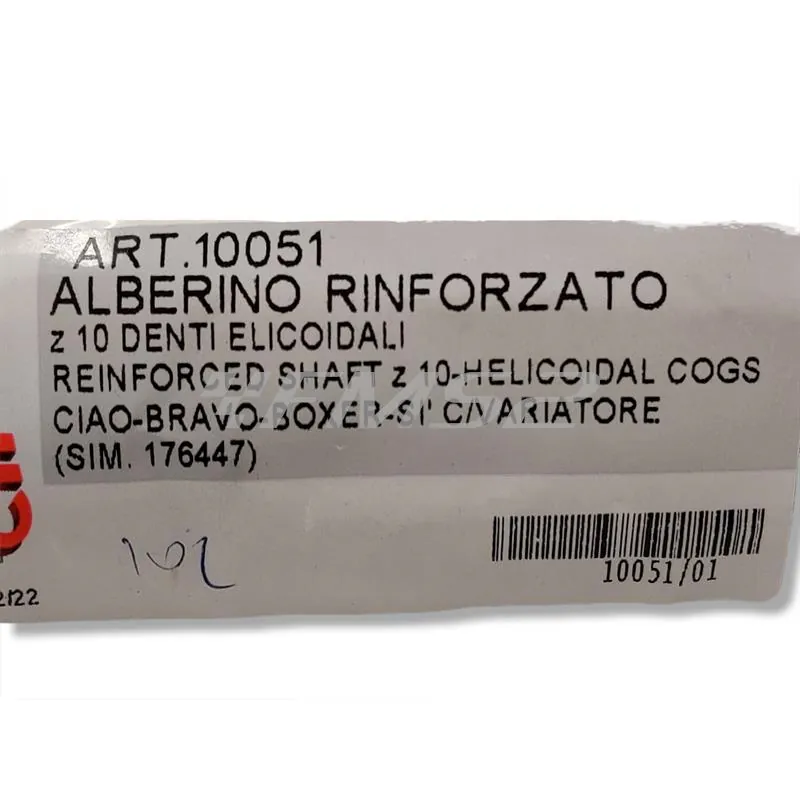 ART.10051
ALBERINO RINFORZATO
z 10 DENTI ELICOIDALI
REINFORCED SHAFT z 10-HELICOIDAL COGS
CIAO-BRAVO-BOXER-SI' C/VARIATORE
(SIM. 176447)
10051/01
2122